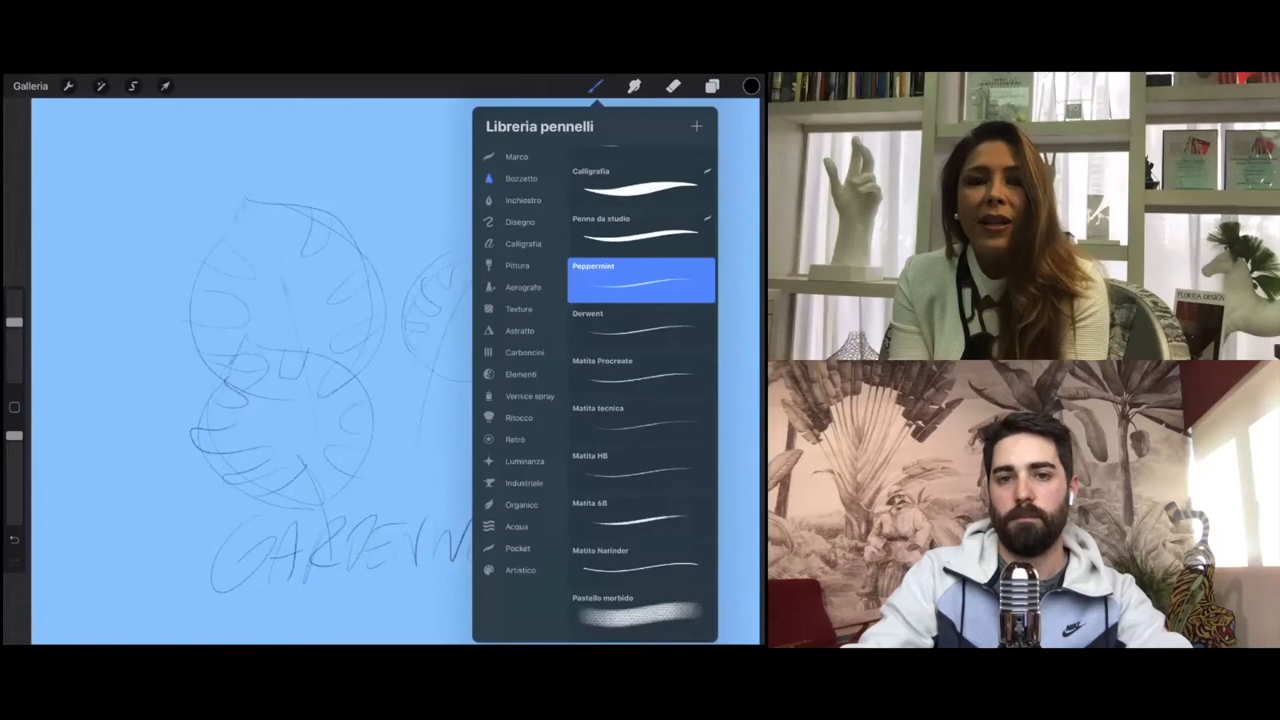 Galleria
Libreria pennelli
Marco
Bozzetto
Inchiostro
Disegno
Calligrafia
Pittura
Aerografo
Texture
Astratto
Carboncini
Elementi
Vernice spray
Ritocco
Retrò
Luminanza
Industriale
Organico
Acqua
Pocket
Artistico
Calligrafia
Penna da studio
Peppermint
Derwent
Matita Procreate
Matita tecnica
Matita HB
Matita 6B
Matita Narinder
Pastello morbido
FLORIDA DESIGN
NIKE